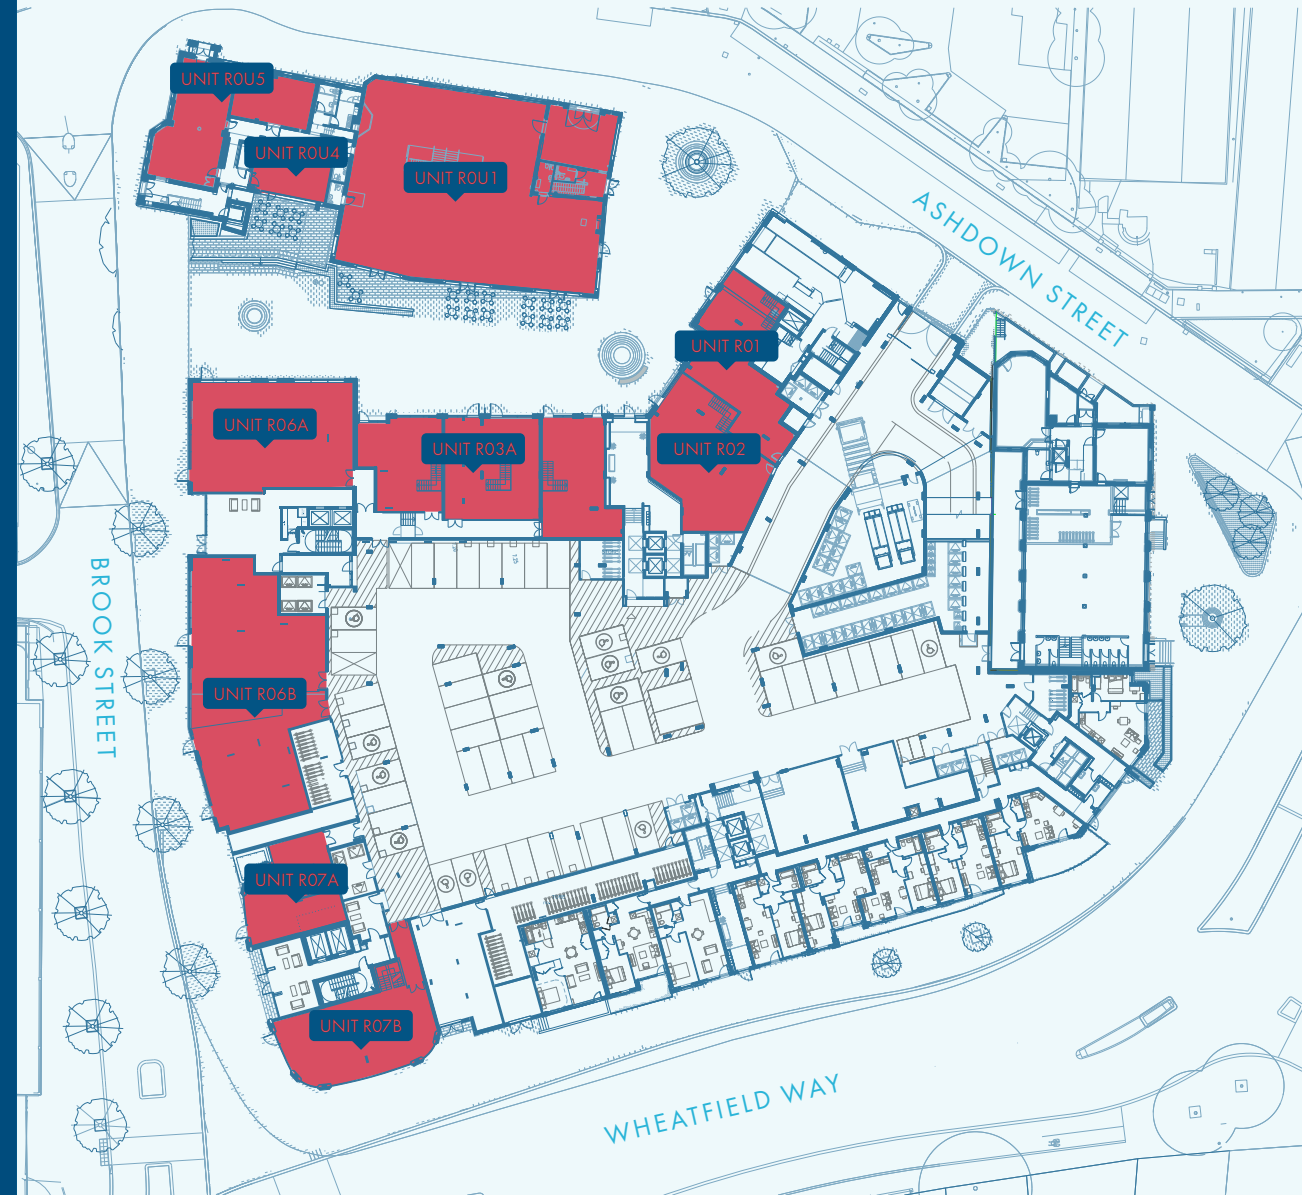 UNIT R0U5
UNIT R0U4
UNIT R0U1
ASHDOWN STREET
UNIT R01
UNIT R06A
UNIT R03A
UNIT R02
BROOK STREET
UNIT R06B
UNIT R07A
UNIT R07B
WHEATFIELD WAY